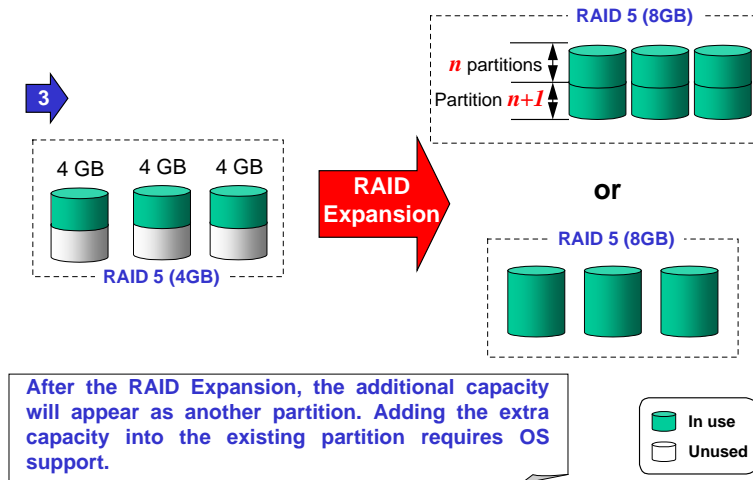 3
4 GB 4 GB 4 GB
RAID 5 (4GB)
RAID
Expansion
RAID 5 (8GB)
n partitions
Partition n+1
or
RAID 5 (8GB)
After the RAID Expansion, the additional capacity
will appear as another partition. Adding the extra
capacity into the existing partition requires OS
support.
In use
Unused